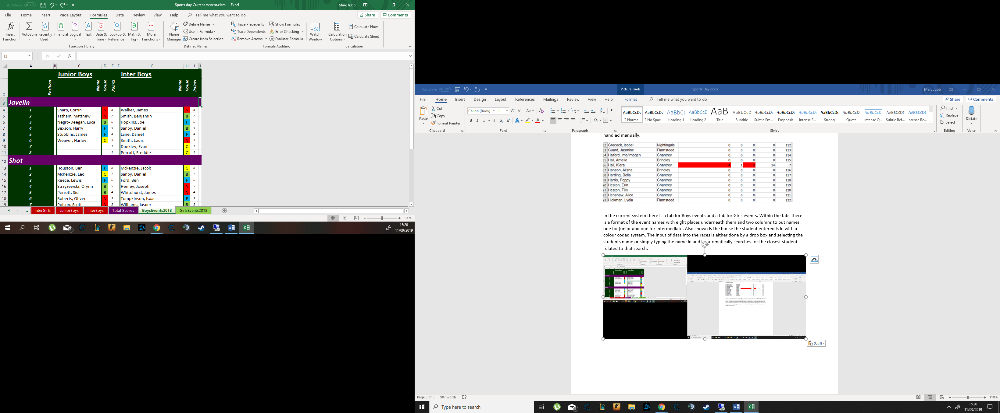 AutoSave Off
Sports day Current system.xlsm - Excel
Marc Jubb
File Home Insert Page Layout Formulas Data Review View Help Tell me what you want to do
Share Comments
Insert Function
AutoSum Recently Used Financial Logical Text Date & Time Lookup & Reference Math & Trig More Functions
Function Library
Name Manager
Define Name
Use in Formula
Create from Selection
Defined Names
Trace Precedents Show Formulas
Trace Dependents Error Checking
Remove Arrows Evaluate Formula
Watch Window
Formula Auditing
Calculation Options
Calculate Now
Calculate Sheet
Calculation
J3
fx
A B C D E F G H I J
1 Junior Boys Inter Boys
2 Position Name House Points Name House Points
3 Javelin
4 1 Sharp, Corrin N 8 Walker, James N 8
5 2 Tatham, Matthew N 7 Smith, Benjamin B 7
6 3 Negro-Deegan, Luca B 6 Hopkins, Joe F 6
7 4 Bexson, Harry F 5 Sanby, Daniel B 5
8 5 Stubbins, James F 4 Lane, Daniel F 4
9 6 Weaver, Harley C 3 Smith, Louis N 3
10 7 2 Dunkley, Evan C 2
11 8 1 Perrott, Freddie C 1
12 Shot
13 1 Houston, Ben F 8 Mckenzie, Jacob C 8
14 2 McKenzie, Leo C 7 Sanby, Daniel B 7
15 3 Reece, Lewis F 6 Ford, Ben F 6
16 4 Strzyzewski, Orynn B 5 Henley, Joseph N 5
17 5 Perrott, Sid B 4 Whitehurst, James N 4
18 6 Roberts, Oliver N 3 Tompkinson, Isaac F 3
19 7 Polson, Scott N 2 Williams, Jasper B 2
... InterGirls JuniorBoys InterBoys Total Scores BoysEvents2018 GirlsEvents2018
100%
15:20
11/09/2019
AutoSave Off
Picture Tools
Sports Day.docx
Marc Jubb
File Home Insert Design Layout References Mailings Review View Help Format Tell me what you want to do
Share Comments
Paste
Cut
Copy
Format Painter
Clipboard
Calibri (Body) 11
B I U ab x₂ x²
Font
Paragraph
AaBbCcDc AaBbCcDc AaBbCc AaBbCcE AaB AaBbCcD AaBbCcDc AaBbCcDc AaBbCcDc AaBbCcDc AaBbCcDc AaBbCcDc AaBbCcDc AaBbCcDc
¶ Normal ¶ No Spac... Heading 1 Heading 2 Title Subtitle Subtle Em... Emphasis Intense E... Strong Quote Intense Q... Subtle Ref... Intense Re...
Styles
Find
Replace
Select
Editing
Dictate
Voice
handled manually.
32 Grocock, Isobel Nightingale 0 0 0 0 112
33 Guard, Jasmine Flamsteed 0 0 0 0 113
34 Halford, Imo/Imogen Chantrey 0 0 0 0 114
35 Hall, Amelie Brindley 0 0 0 0 115
36 Hall, Kiera Chantrey 1 14 7
37 Hanson, Alisha Brindley 0 0 0 0 116
38 Harding, Bella Chantrey 0 0 0 0 117
39 Harris, Poppy Chantrey 0 0 0 0 118
90 Heaton, Erin Chantrey 0 0 0 0 119
91 Heaton, Tilly Chantrey 0 0 0 0 120
92 Henshaw, Alice Chantrey 0 0 0 0 121
93 Hickman, Lydia Flamsteed 0 0 0 0 122
In the current system there is a tab for Boys events and a tab for Girls events. Within the tabs there
is a format of the event names with eight places underneath them and two columns to put names
one for junior and one for intermediate. Also shown is the house the student entered is in with a
colour coded system. The input of data into the races is either done by a drop box and selecting the
students name or simply typing the name in and it automatically searches for the closest student
related to that search.
(Ctrl)
Page 3 of 3 907 words
110%
Type here to search
15:20
11/09/2019